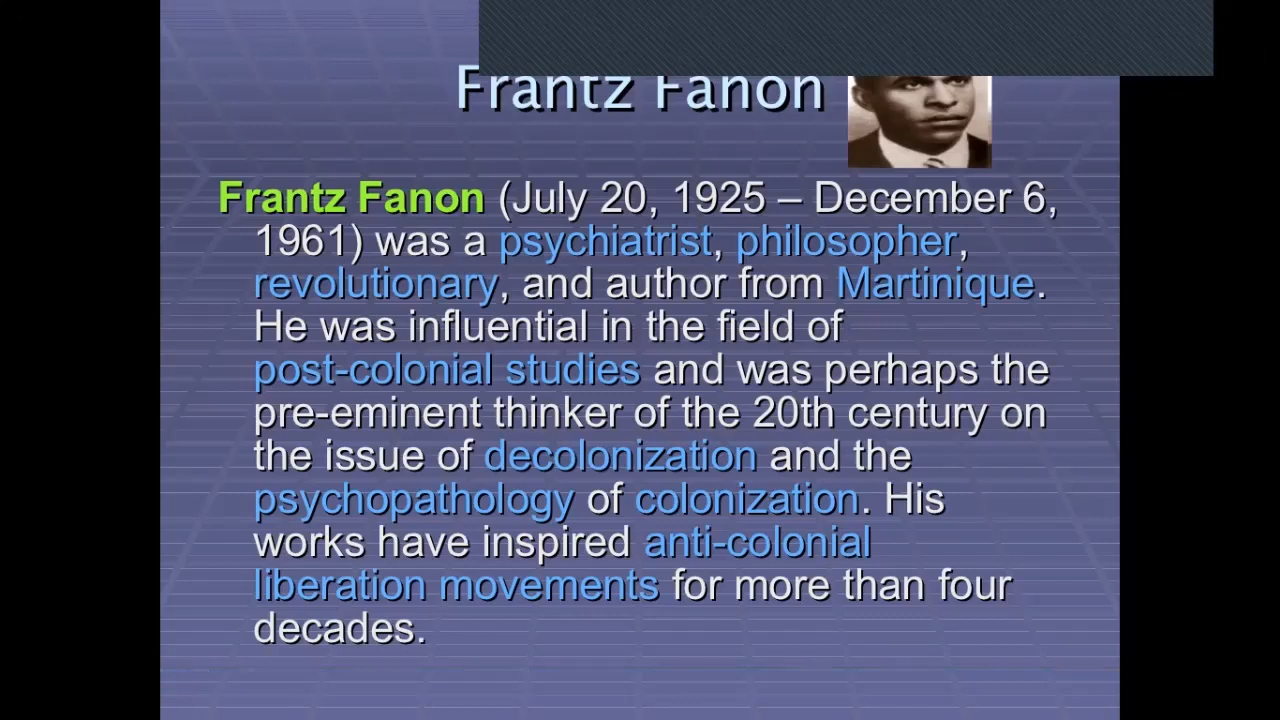 Frantz Fanon
Frantz Fanon (July 20, 1925 – December 6,
1961) was a psychiatrist, philosopher,
revolutionary, and author from Martinique.
He was influential in the field of
post-colonial studies and was perhaps the
pre-eminent thinker of the 20th century on
the issue of decolonization and the
psychopathology of colonization. His
works have inspired anti-colonial
liberation movements for more than four
decades.